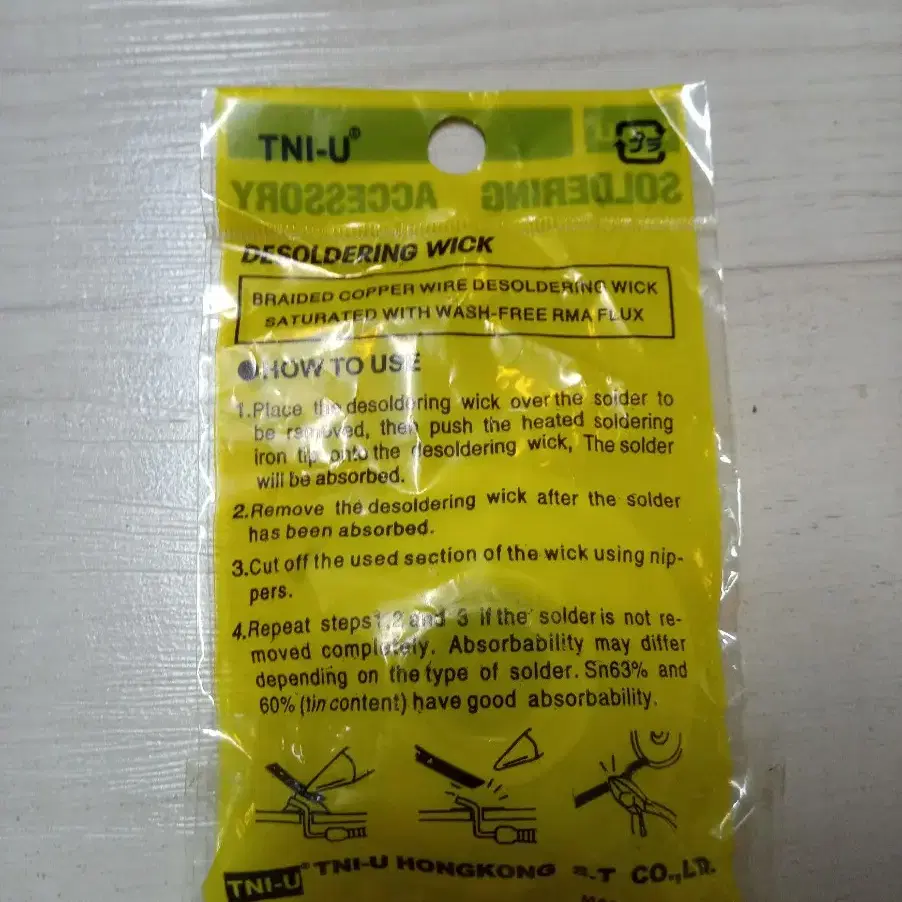 TNI-U®
プラ
SOLDERING ACCESSORY
DESOLDERING WICK
BRAIDED COPPER WIRE DESOLDERING WICK
SATURATED WITH WASH-FREE RMA FLUX
●HOW TO USE
1.Place the desoldering wick over the solder to
be removed, then push the heated soldering
iron tip onto the desoldering wick, The solder
will be absorbed.
2.Remove the desoldering wick after the solder
has been absorbed.
3.Cut off the used section of the wick using nip-
pers.
4.Repeat steps 1,2 and 3 if the solder is not re-
moved completely. Absorbability may differ
depending on the type of solder. Sn63% and
60% (tin content) have good absorbability.
TNI-U® TNI-U HONGKONG CO.,LTD.